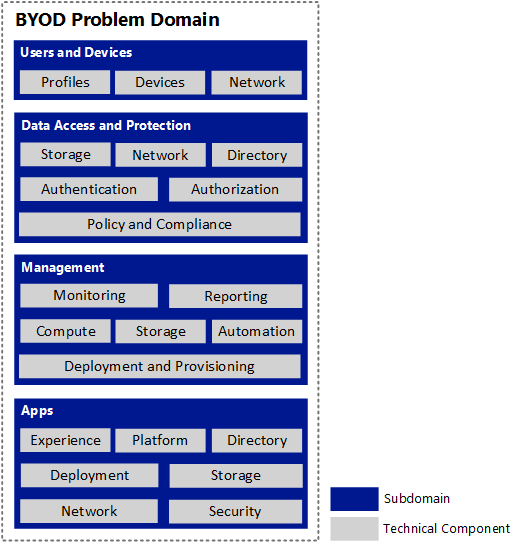 BYOD Problem Domain
Users and Devices
Profiles Devices Network
Data Access and Protection
Storage Network Directory
Authentication Authorization
Policy and Compliance
Management
Monitoring Reporting
Compute Storage Automation
Deployment and Provisioning
Apps
Experience Platform Directory
Deployment Storage
Network Security
Subdomain
Technical Component